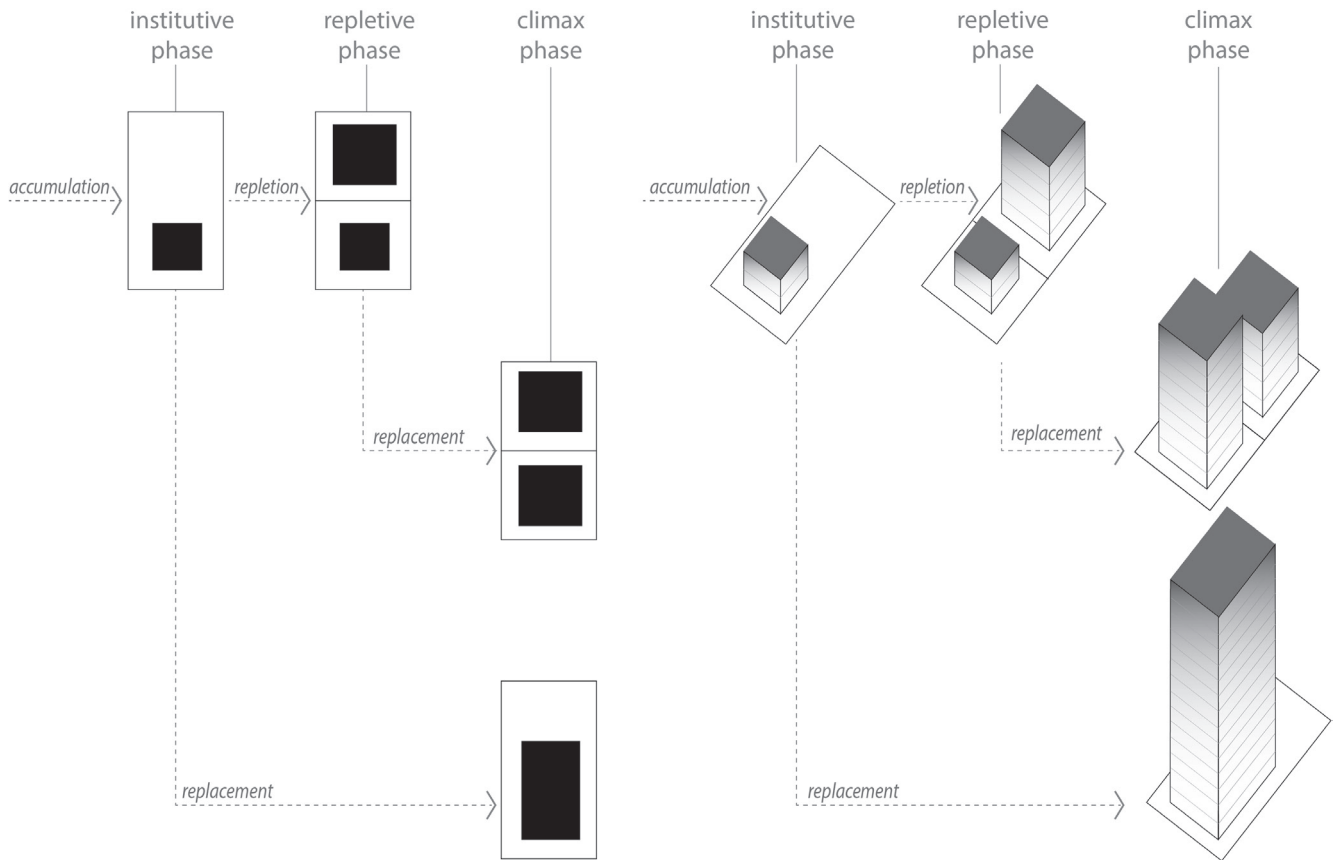 institutive
phase
repletive
phase
climax
phase
institutive
phase
repletive
phase
climax
phase
accumulation
repletion
accumulation
repletion
replacement
replacement
replacement
replacement